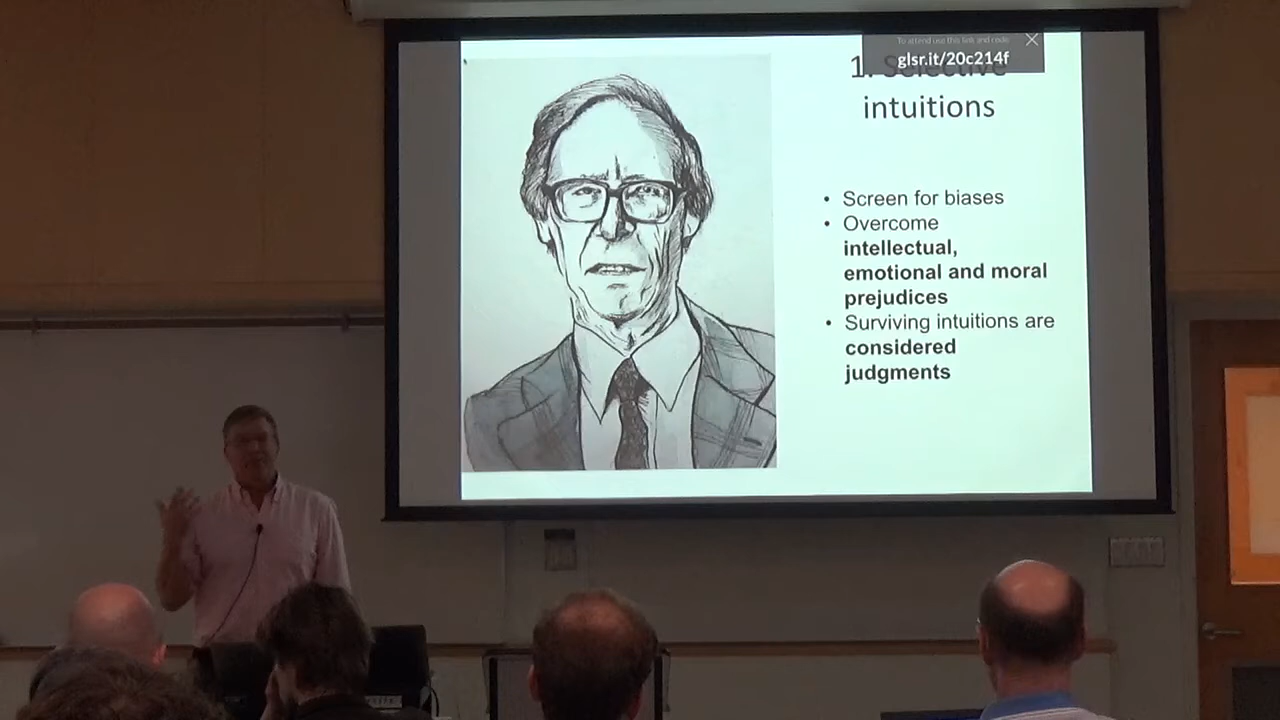 To attend use this link and code:
glsr.it/20c214f
1. Selective
intuitions
• Screen for biases
• Overcome
intellectual,
emotional and moral
prejudices
• Surviving intuitions are
considered
judgments